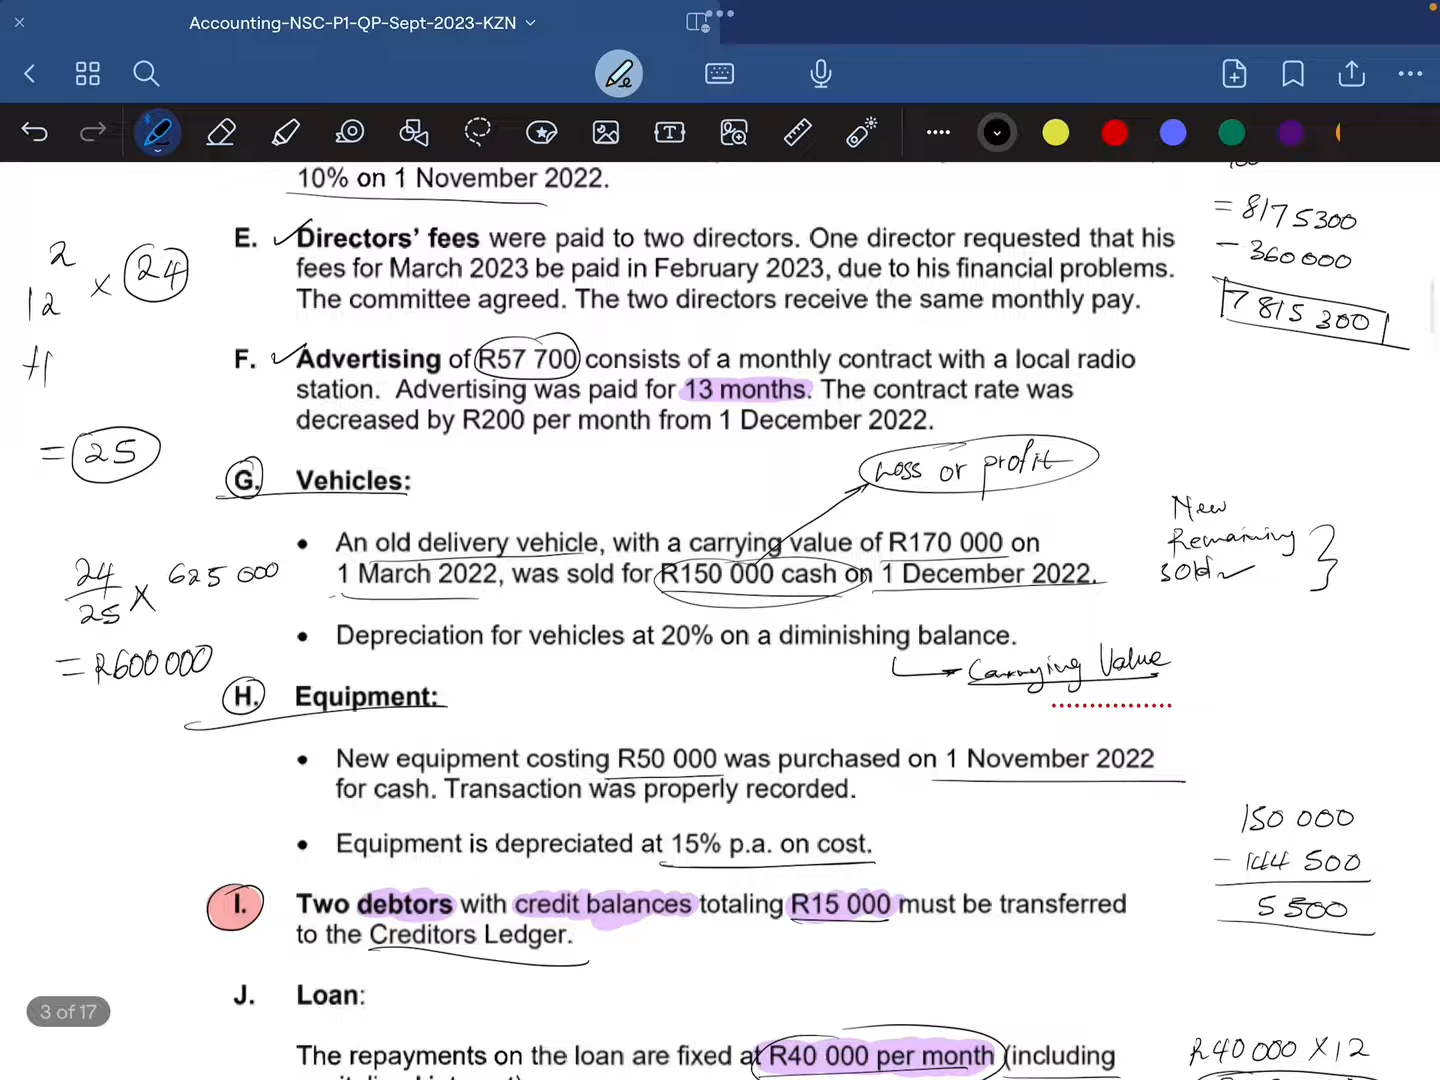 Accounting-NSC-P1-QP-Sept-2023-KZN
10% on 1 November 2022.
E. Directors' fees were paid to two directors. One director requested that his
fees for March 2023 be paid in February 2023, due to his financial problems.
The committee agreed. The two directors receive the same monthly pay.
F. Advertising of R57 700 consists of a monthly contract with a local radio
station. Advertising was paid for 13 months. The contract rate was
decreased by R200 per month from 1 December 2022.
Loss or profit
G. Vehicles:
• An old delivery vehicle, with a carrying value of R170 000 on
1 March 2022, was sold for R150 000 cash on 1 December 2022.
• Depreciation for vehicles at 20% on a diminishing balance.
Carrying Value
H. Equipment:
• New equipment costing R50 000 was purchased on 1 November 2022
for cash. Transaction was properly recorded.
• Equipment is depreciated at 15% p.a. on cost.
I. Two debtors with credit balances totaling R15 000 must be transferred
to the Creditors Ledger.
J. Loan:
The repayments on the loan are fixed at R40 000 per month (including
2
12 × 24
+1
= 25
24
25 × 625 000
= R600 000
= 8175300
- 360000
7 815 300
New
Remaining
Sold
150 000
- 144 500
5 500
R40 000 × 12
3 of 17